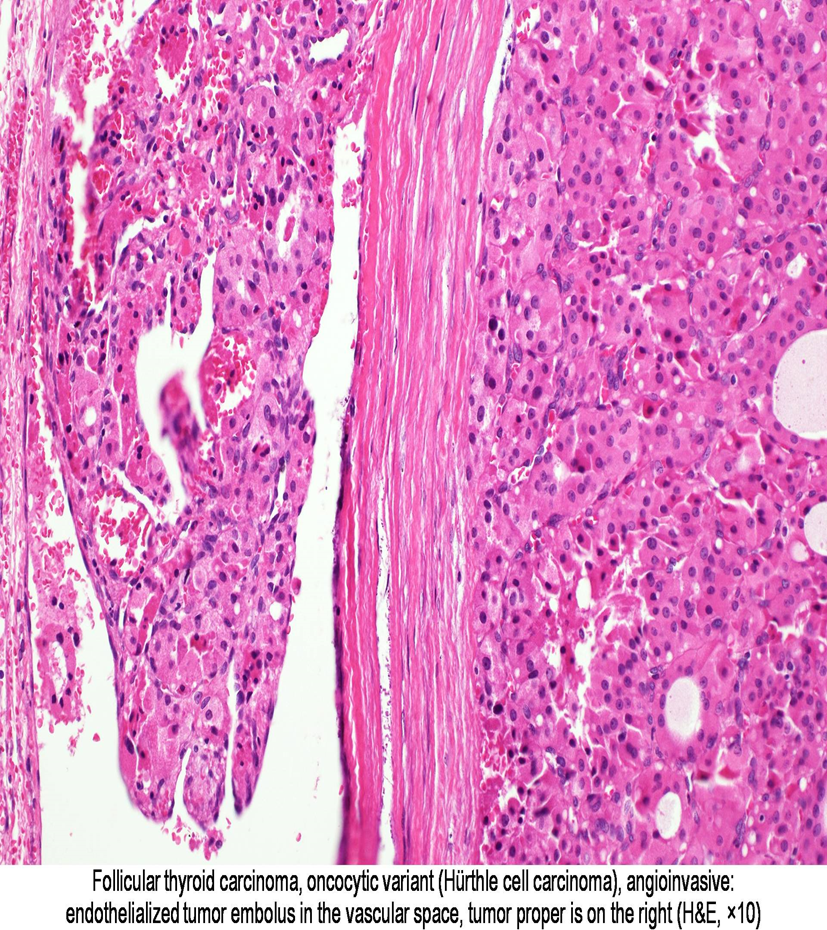 Follicular thyroid carcinoma, oncocytic variant (Hürthle cell carcinoma), angioinvasive:
endothelialized tumor embolus in the vascular space, tumor proper is on the right (H&E, ×10)